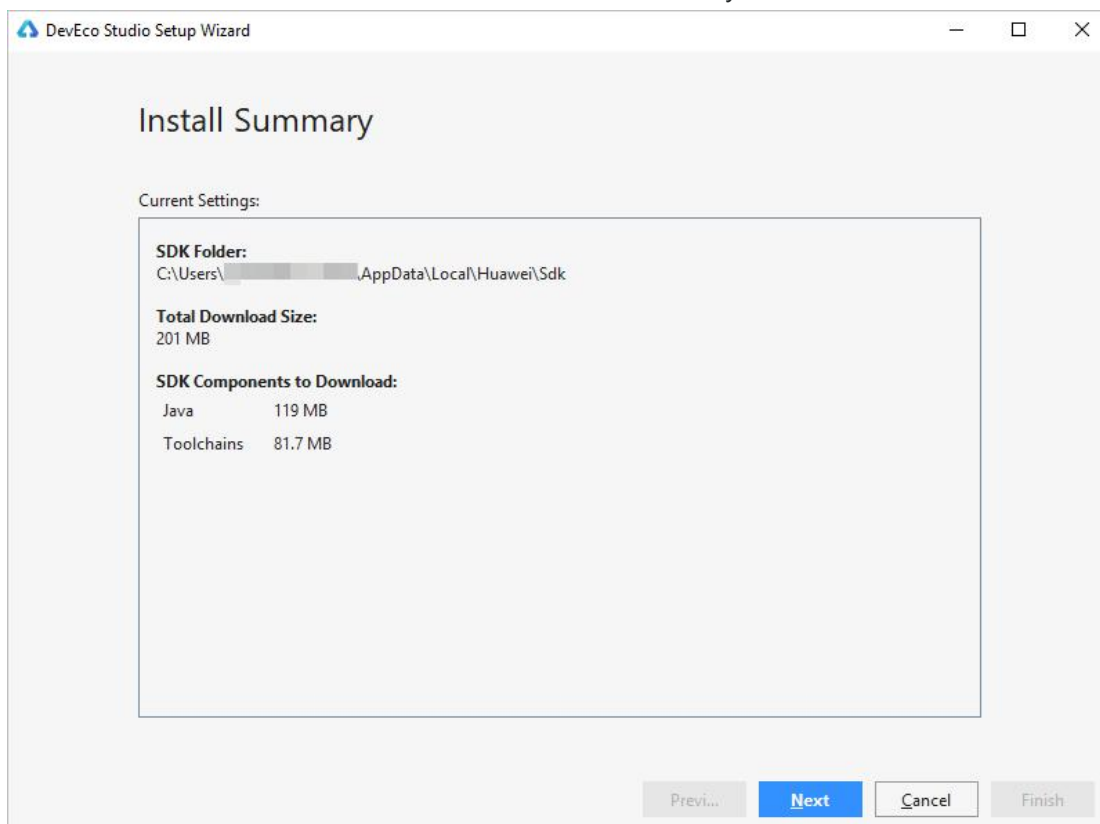 DevEco Studio Setup Wizard
Install Summary
Current Settings:
SDK Folder:
C:\Users\ \AppData\Local\Huawei\Sdk
Total Download Size:
201 MB
SDK Components to Download:
Java 119 MB
Toolchains 81.7 MB
Previ... Next Cancel Finish